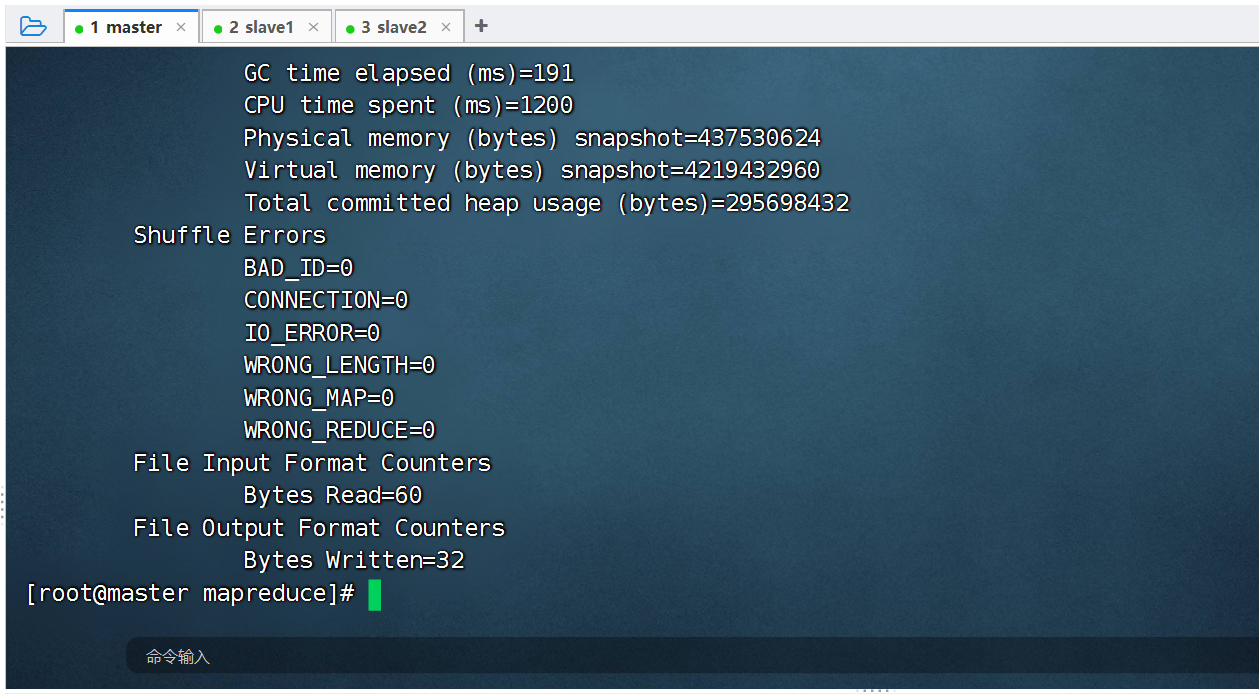 1 master × 2 slave1 × 3 slave2 × +
GC time elapsed (ms)=191
CPU time spent (ms)=1200
Physical memory (bytes) snapshot=437530624
Virtual memory (bytes) snapshot=4219432960
Total committed heap usage (bytes)=295698432
Shuffle Errors
BAD_ID=0
CONNECTION=0
IO_ERROR=0
WRONG_LENGTH=0
WRONG_MAP=0
WRONG_REDUCE=0
File Input Format Counters
Bytes Read=60
File Output Format Counters
Bytes Written=32
[root@master mapreduce]#
命令输入